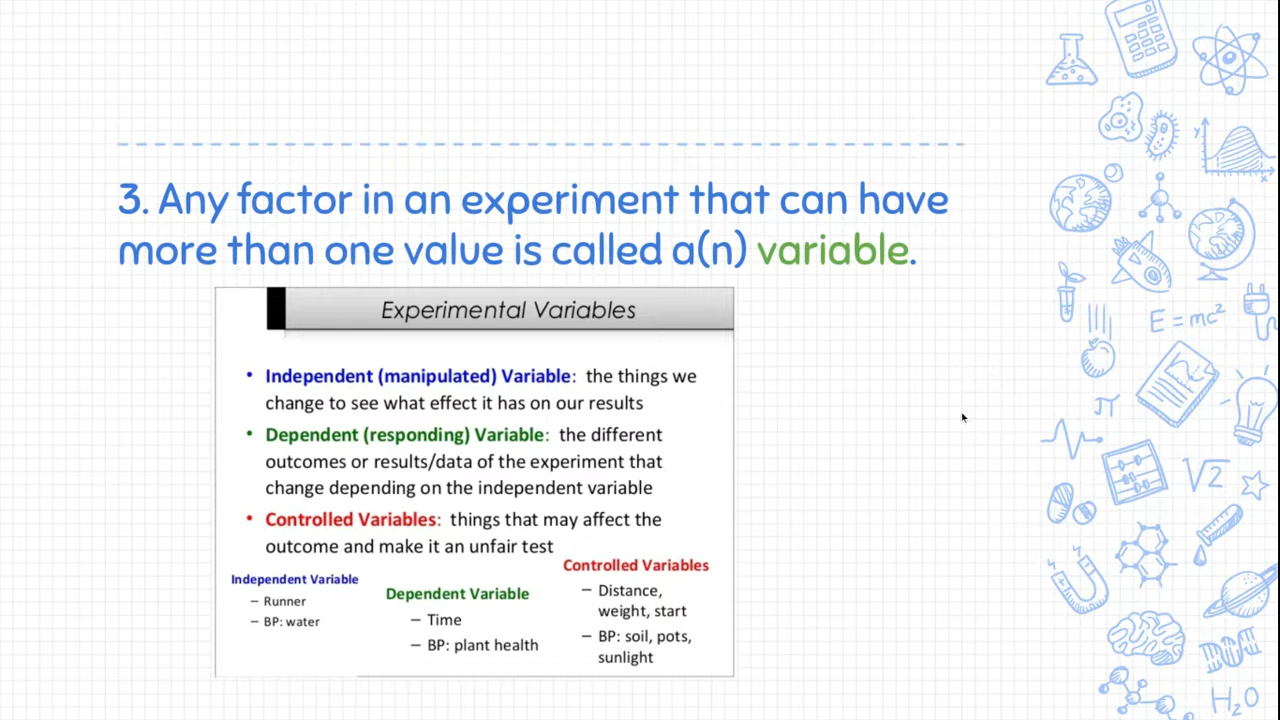 3. Any factor in an experiment that can have
more than one value is called a(n) variable.
Experimental Variables
• Independent (manipulated) Variable: the things we
change to see what effect it has on our results
• Dependent (responding) Variable: the different
outcomes or results/data of the experiment that
change depending on the independent variable
• Controlled Variables: things that may affect the
outcome and make it an unfair test
Independent Variable
– Runner
– BP: water
Dependent Variable
– Time
– BP: plant health
Controlled Variables
– Distance,
weight, start
– BP: soil, pots,
sunlight
y
x
E = mc²
π
√2
H₂O